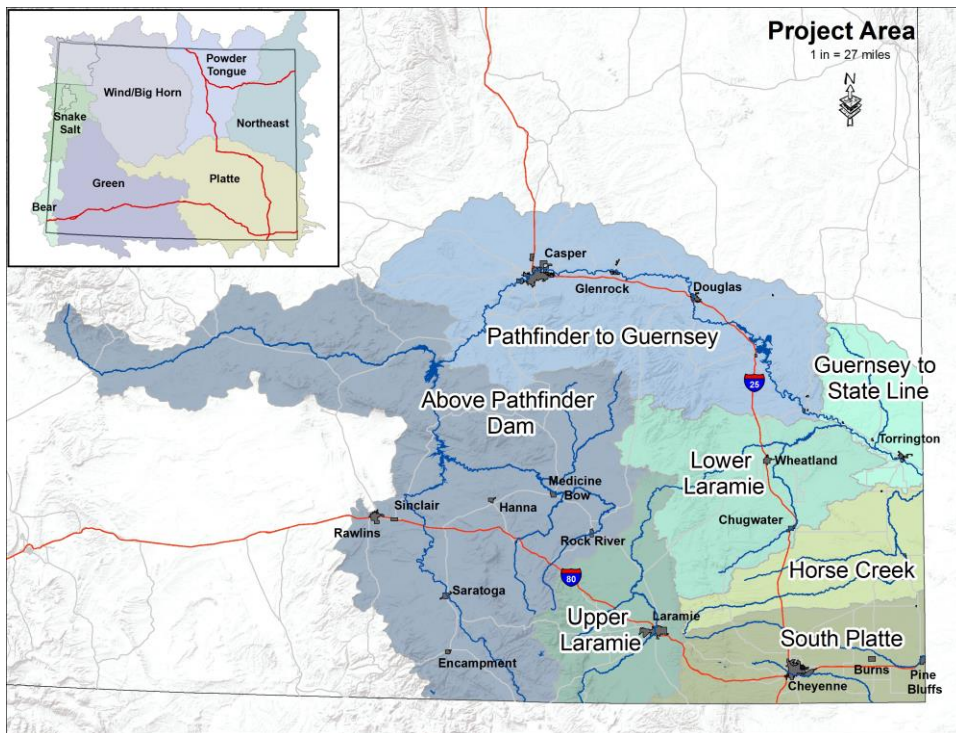 Project Area
1 in = 27 miles
N
Powder
Tongue
Wind/Big Horn
Snake
Salt
Northeast
Green
Platte
Bear
Casper
Glenrock
Douglas
Pathfinder to Guernsey
Guernsey to
State Line
25
Above Pathfinder
Dam
Torrington
Lower
Laramie
Wheatland
Medicine
Bow
Hanna
Sinclair
Rawlins
Chugwater
Rock River
Horse Creek
80
Saratoga
Upper
Laramie
Laramie
South Platte
Encampment
Burns
Pine
Bluffs
Cheyenne